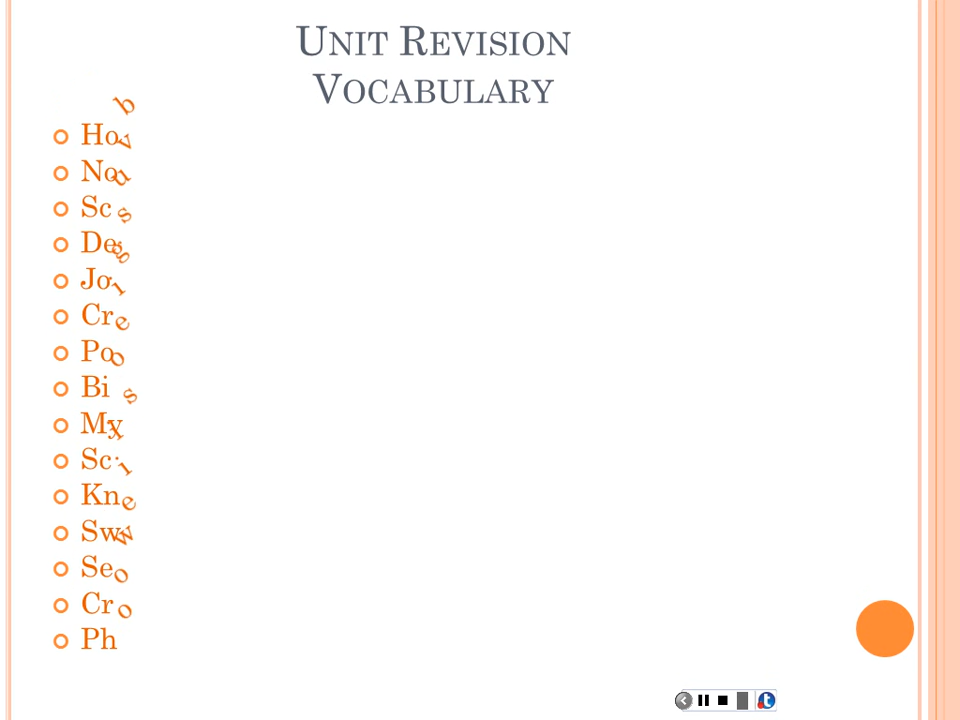 Unit Revision
Vocabulary
Ho
No
Sc
De
Jo
Cr
Po
Bi
My
Sc
Kn
Sw
Se
Cr
Ph